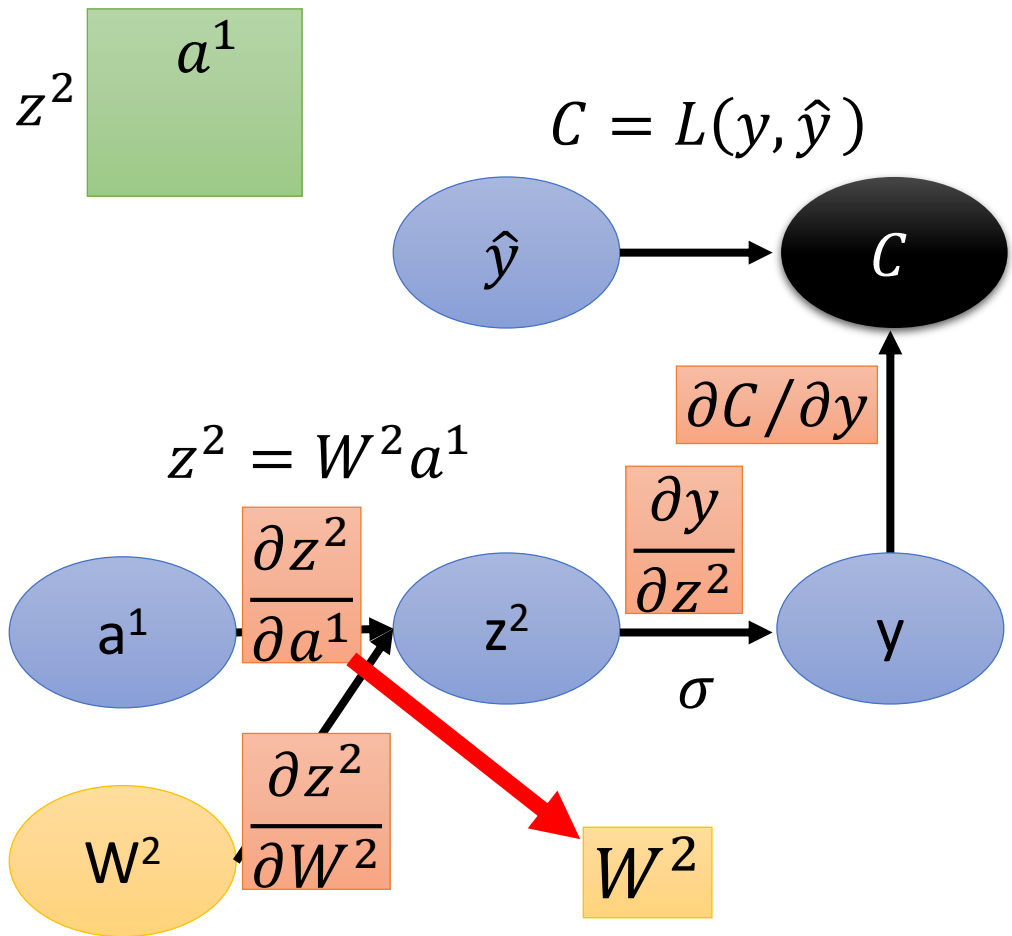 a¹
z²
C = L(y, ŷ)
ŷ
C
∂C/∂y
z² = W²a¹
∂z²/∂a¹
∂y/∂z²
a¹
z²
y
σ
∂z²/∂W²
W²
W²